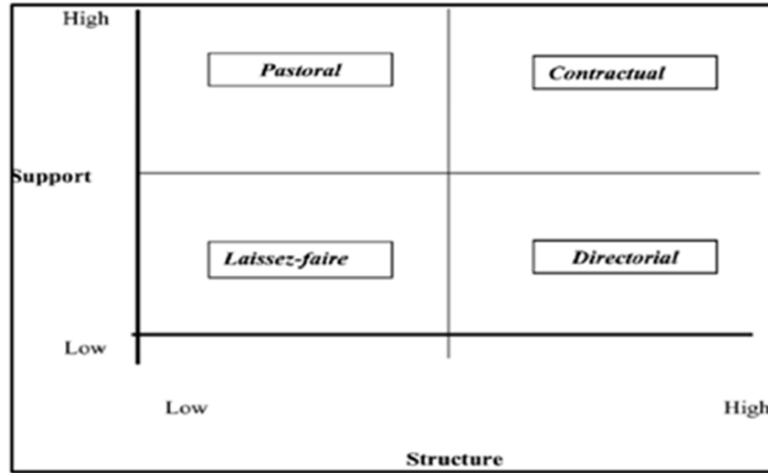 High
Pastoral
Contractual
Support
Laissez-faire
Directorial
Low
Low
High
Structure